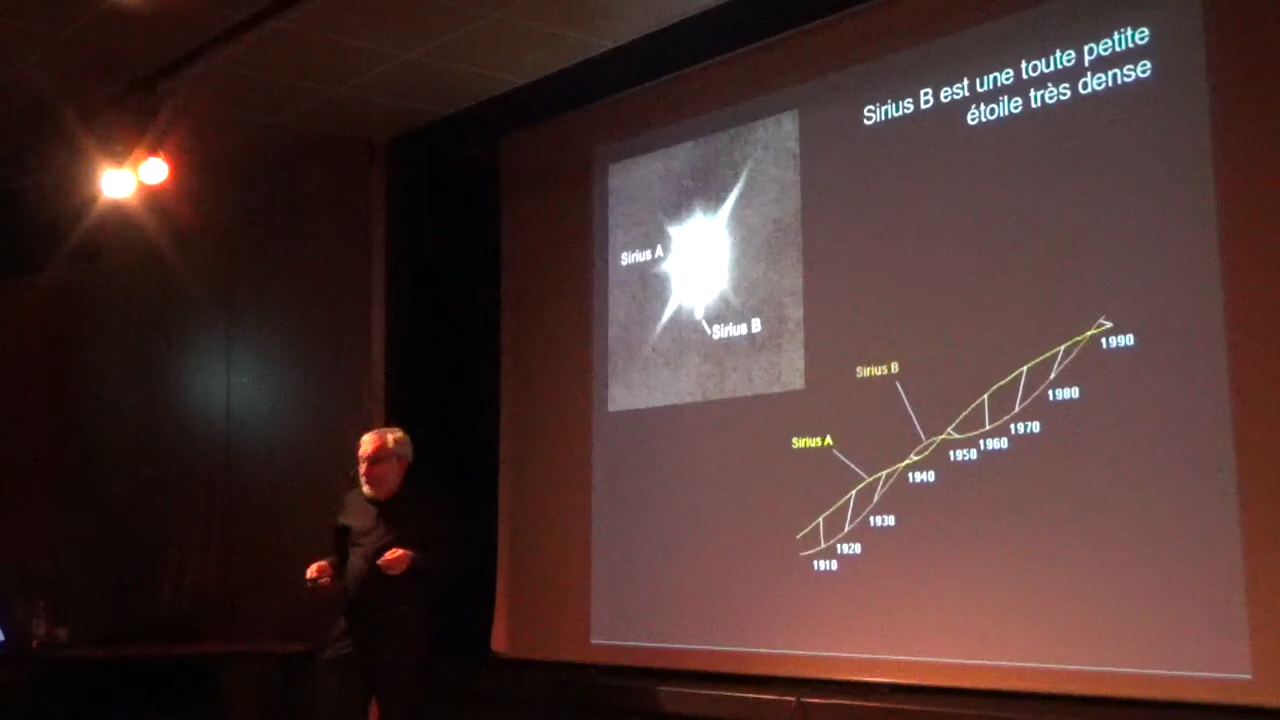 Sirius B est une toute petite
étoile très dense
Sirius A
Sirius B
Sirius B
Sirius A
1990
1980
1970
1960
1950
1940
1930
1920
1910